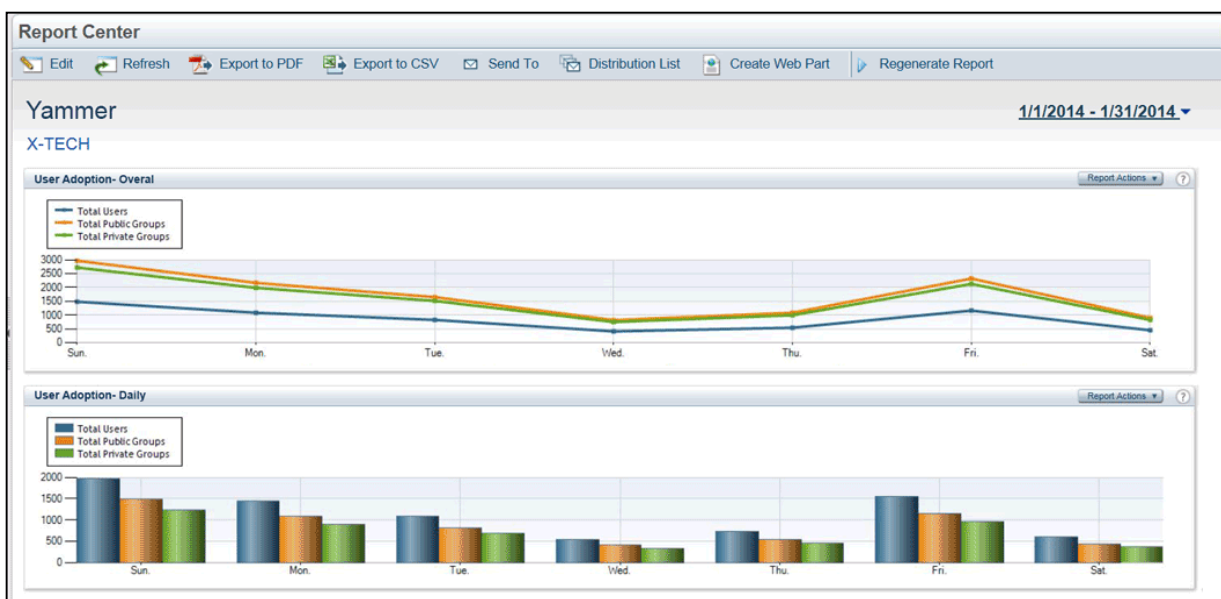 Report Center
Edit Refresh Export to PDF Export to CSV Send To Distribution List Create Web Part Regenerate Report
Yammer 1/1/2014 - 1/31/2014
X-TECH
User Adoption- Overal Report Actions ?
Total Users
Total Public Groups
Total Private Groups
3000
2500
2000
1500
1000
500
0
Sun. Mon. Tue. Wed. Thu. Fri. Sat.
User Adoption- Daily Report Actions ?
Total Users
Total Public Groups
Total Private Groups
2000
1500
1000
500
0
Sun. Mon. Tue. Wed. Thu. Fri. Sat.